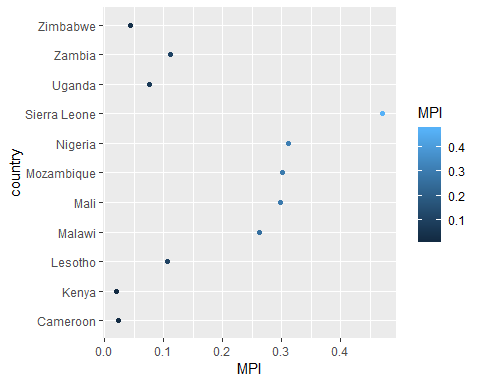 Zimbabwe
Zambia
Uganda
Sierra Leone
Nigeria
Mozambique
Mali
Malawi
Lesotho
Kenya
Cameroon
country
0.0 0.1 0.2 0.3 0.4
MPI
MPI
0.4
0.3
0.2
0.1